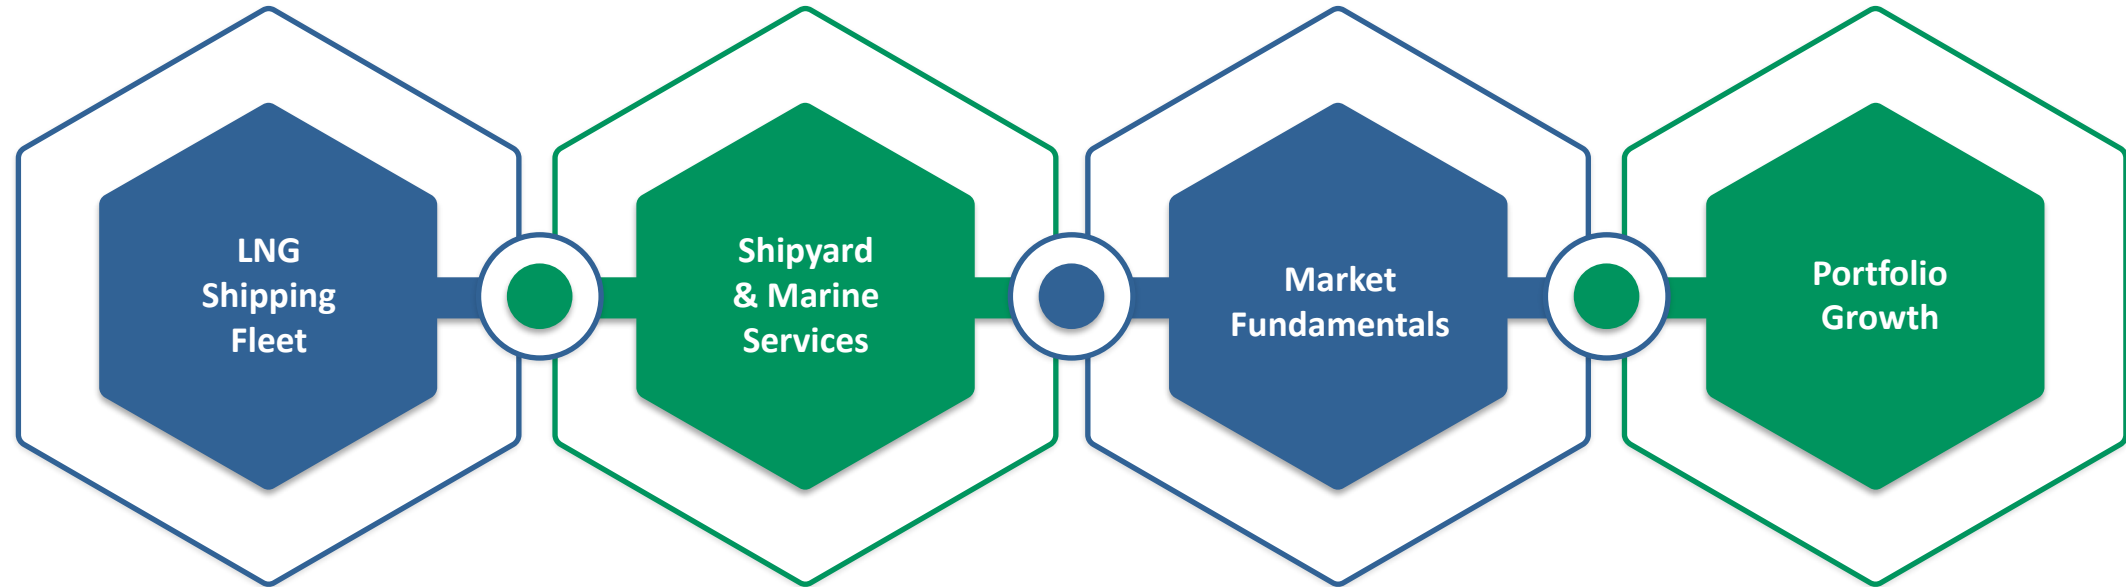 LNG
Shipping
Fleet
Shipyard
& Marine
Services
Market
Fundamentals
Portfolio
Growth